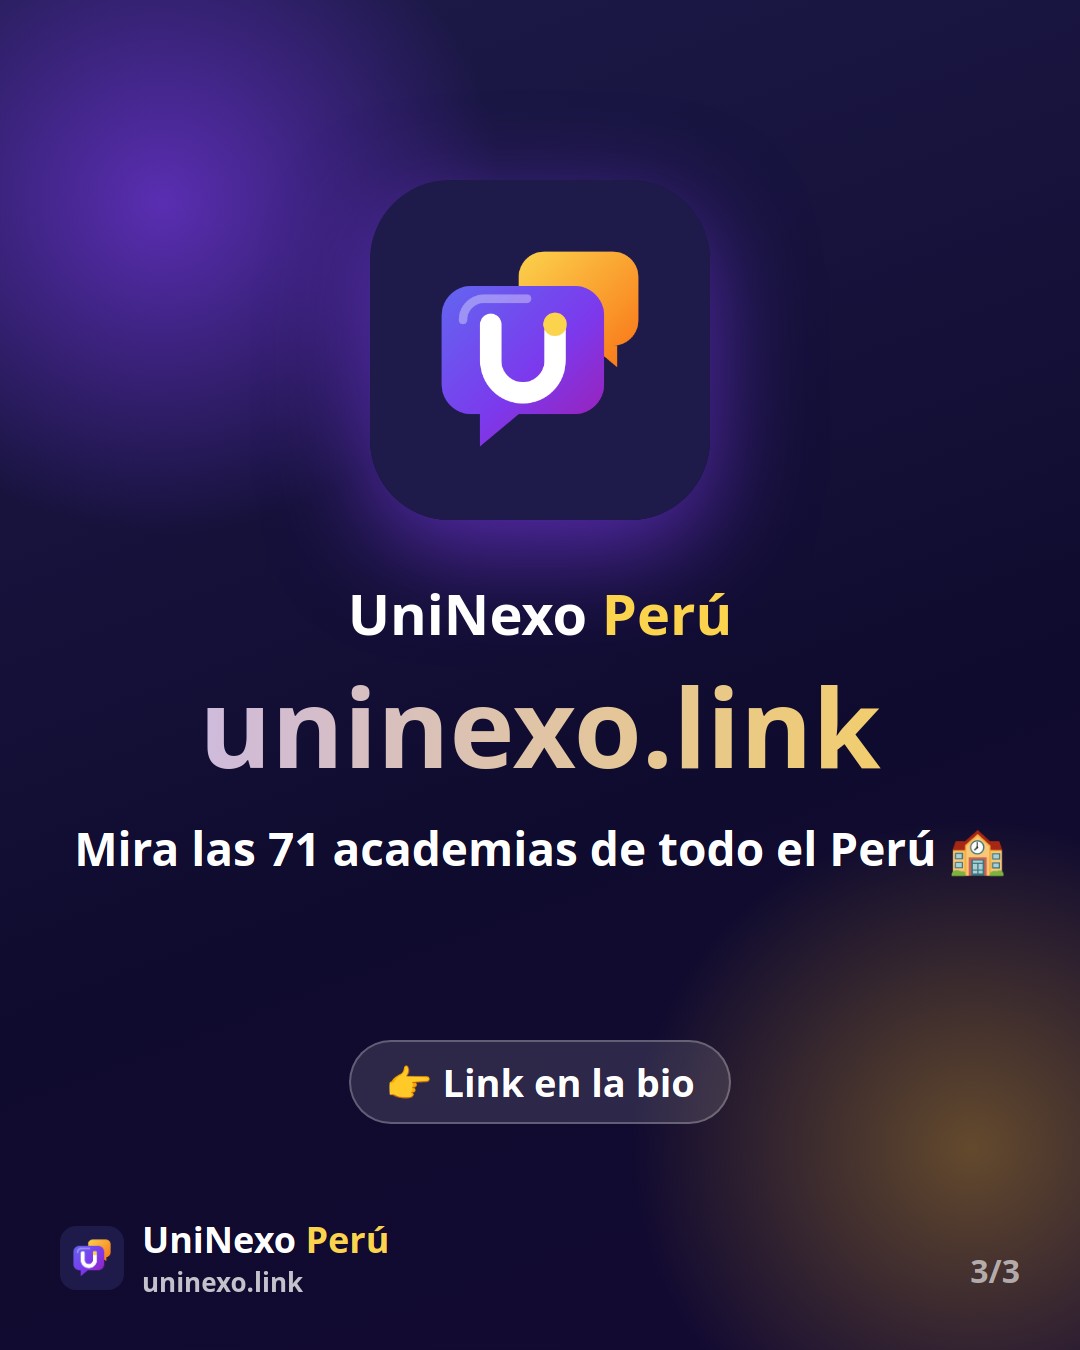 UniNexo Perú
uninexo.link
Mira las 71 academias de todo el Perú 🏫
👉 Link en la bio
UniNexo Perú
uninexo.link
3/3